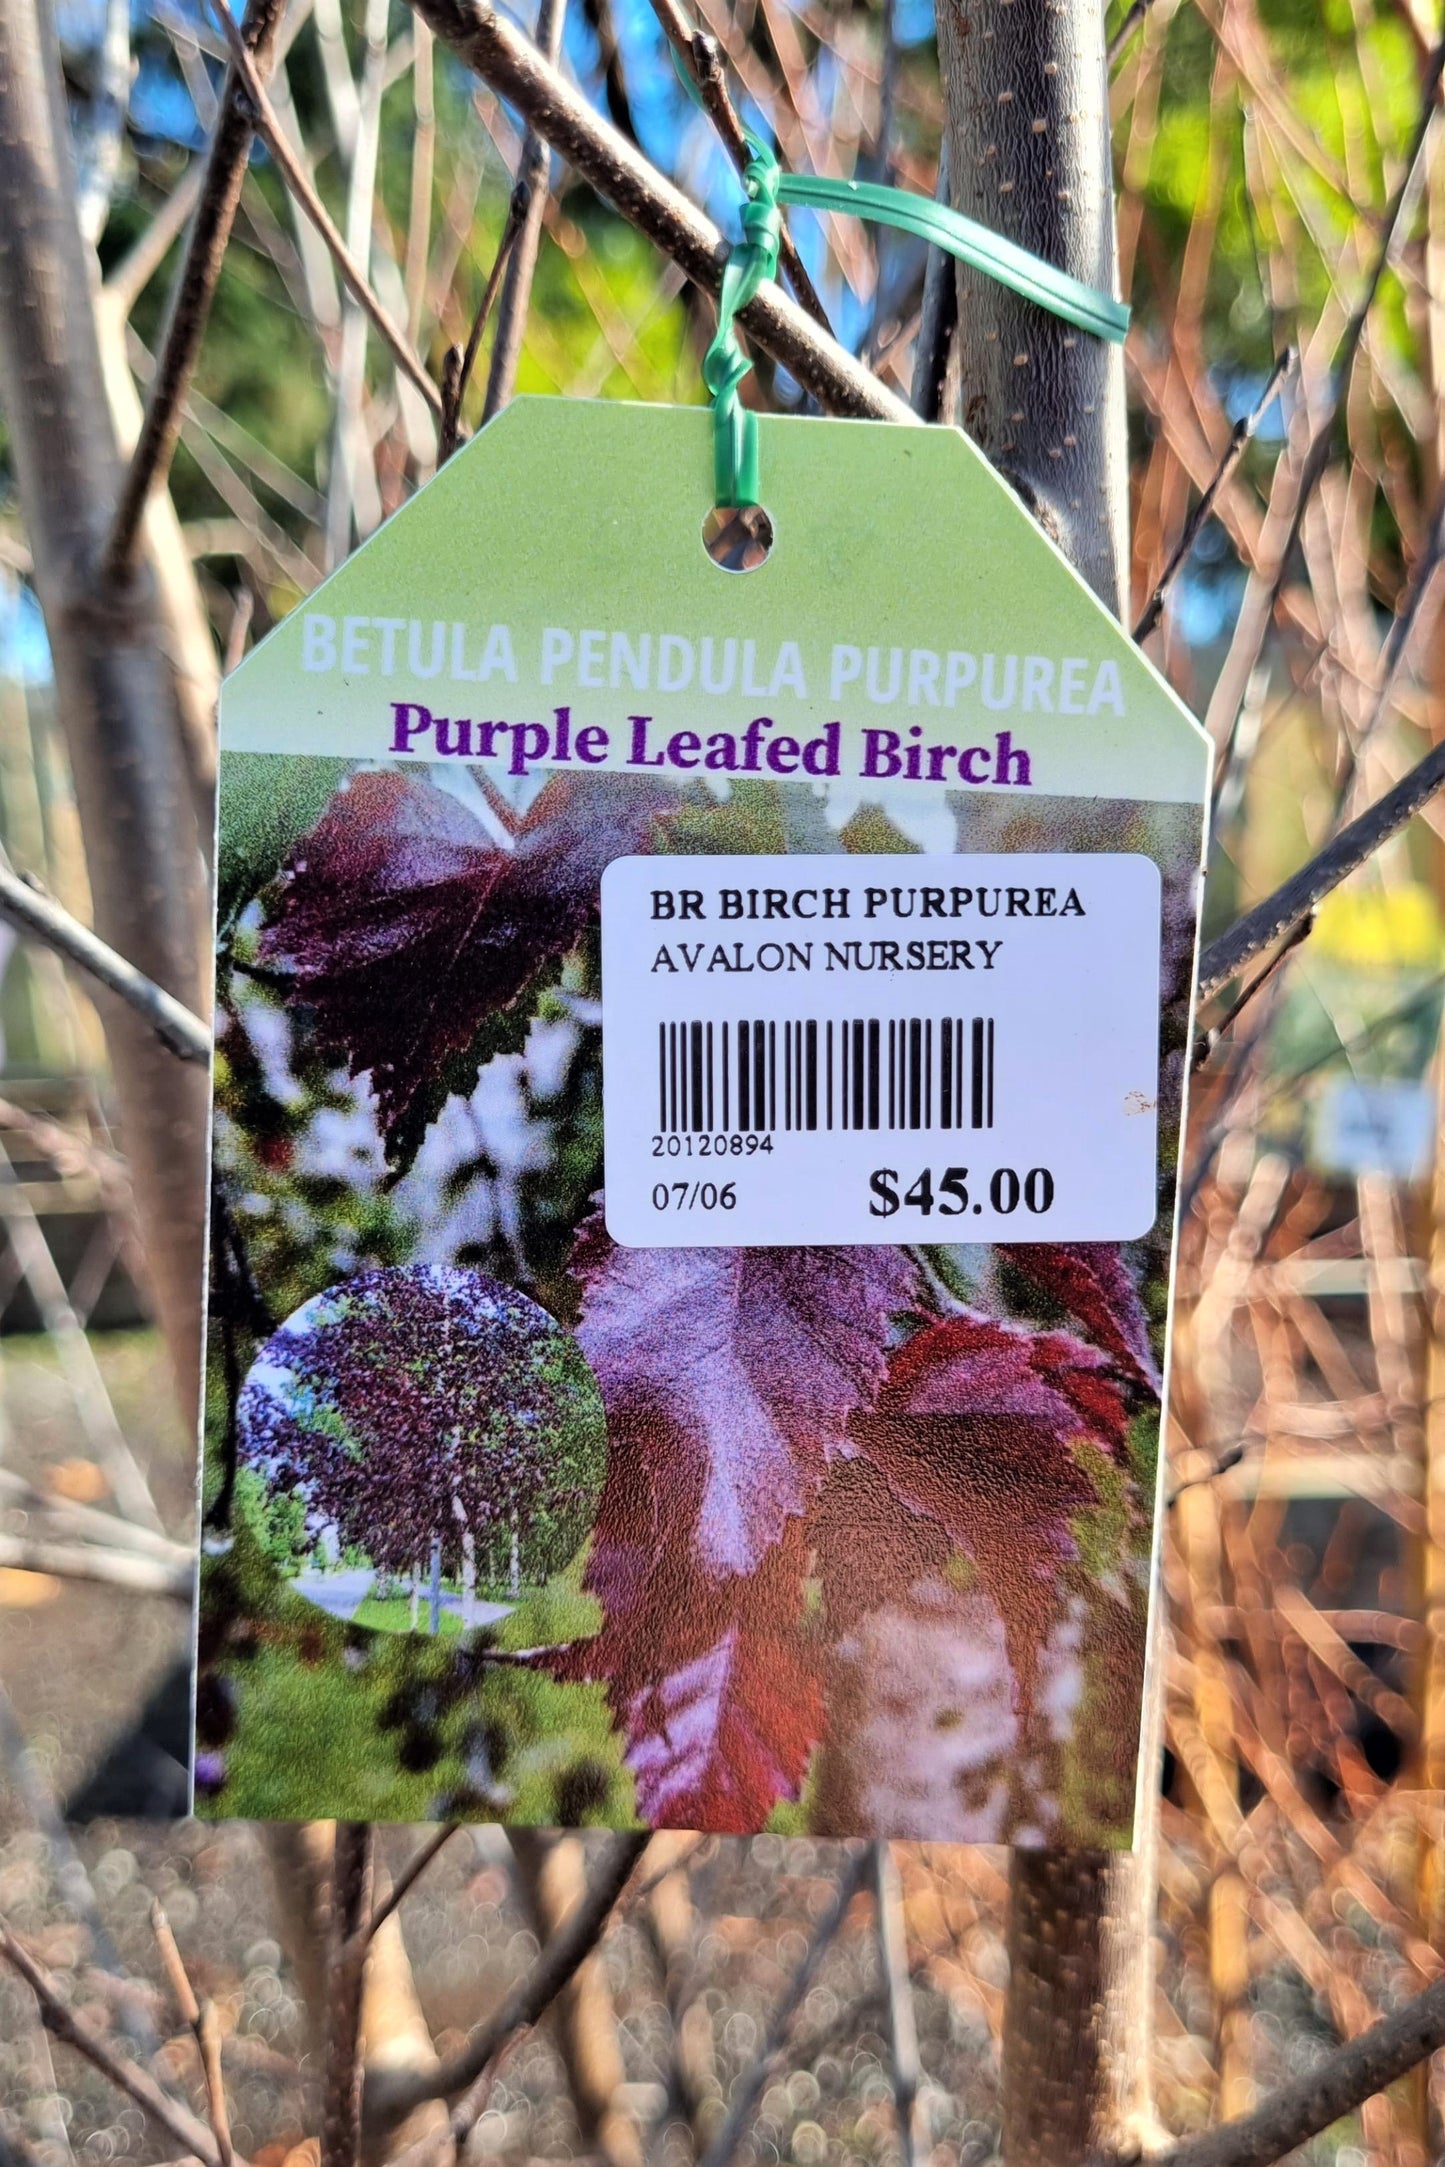 BETULA PENDULA PURPUREA
Purple Leafed Birch
BR BIRCH PURPUREA
AVALON NURSERY
20120894
07/06 $45.00